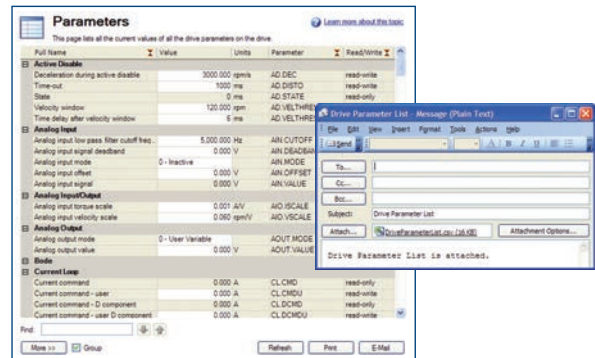 Parameters
Learn more about this topic
This page lists all the current values of all the drive parameters on the drive.
Full Name Value Units Parameter Read/Write
Active Disable
Deceleration during active disable 3000.000 rpm/s AD.DEC read-write
Time-out 1000 ms AD.DISTO read-write
State 0 ms AD.STATE read-only
Velocity window 120.000 rpm AD.VELTHRE
Time delay after velocity window 6 ms AD.VELTHRE
Analog Input
Analog input low pass filter cutoff freq... 5,000.000 Hz AIN.CUTOFF
Analog input signal deadband 0.000 V AIN.DEADBAN
Analog input mode 0 - Inactive AIN.MODE
Analog input offset 0.000 V AIN.OFFSET
Analog input signal 0.000 V AIN.VALUE
Analog Input/Output
Analog input torque scale 0.001 A/V AIO.ISCALE
Analog input velocity scale 0.060 rpm/V AIO.VSCALE
Analog Output
Analog output mode 0 - User Variable AOUT.MODE
Analog output value 0.000 V AOUT.VALUE
Bode
Current Loop
Current command 0.000 A CL.CMD read-only
Current command - user 0.000 A CL.CMDU read-write
Current command - D component 0.000 A CL.DCMD read-only
Current command - user D component 0.000 A CL.DCMDU read-write
Find:
More >> Group Refresh Print E-Mail
Drive Parameter List - Message (Plain Text)
File Edit View Insert Format Tools Actions Help
Send
To...
Cc...
Bcc...
Subject: Drive Parameter List
Attach... DriveParameterList.csv (16 KB) Attachment Options...
Drive Parameter List is attached.